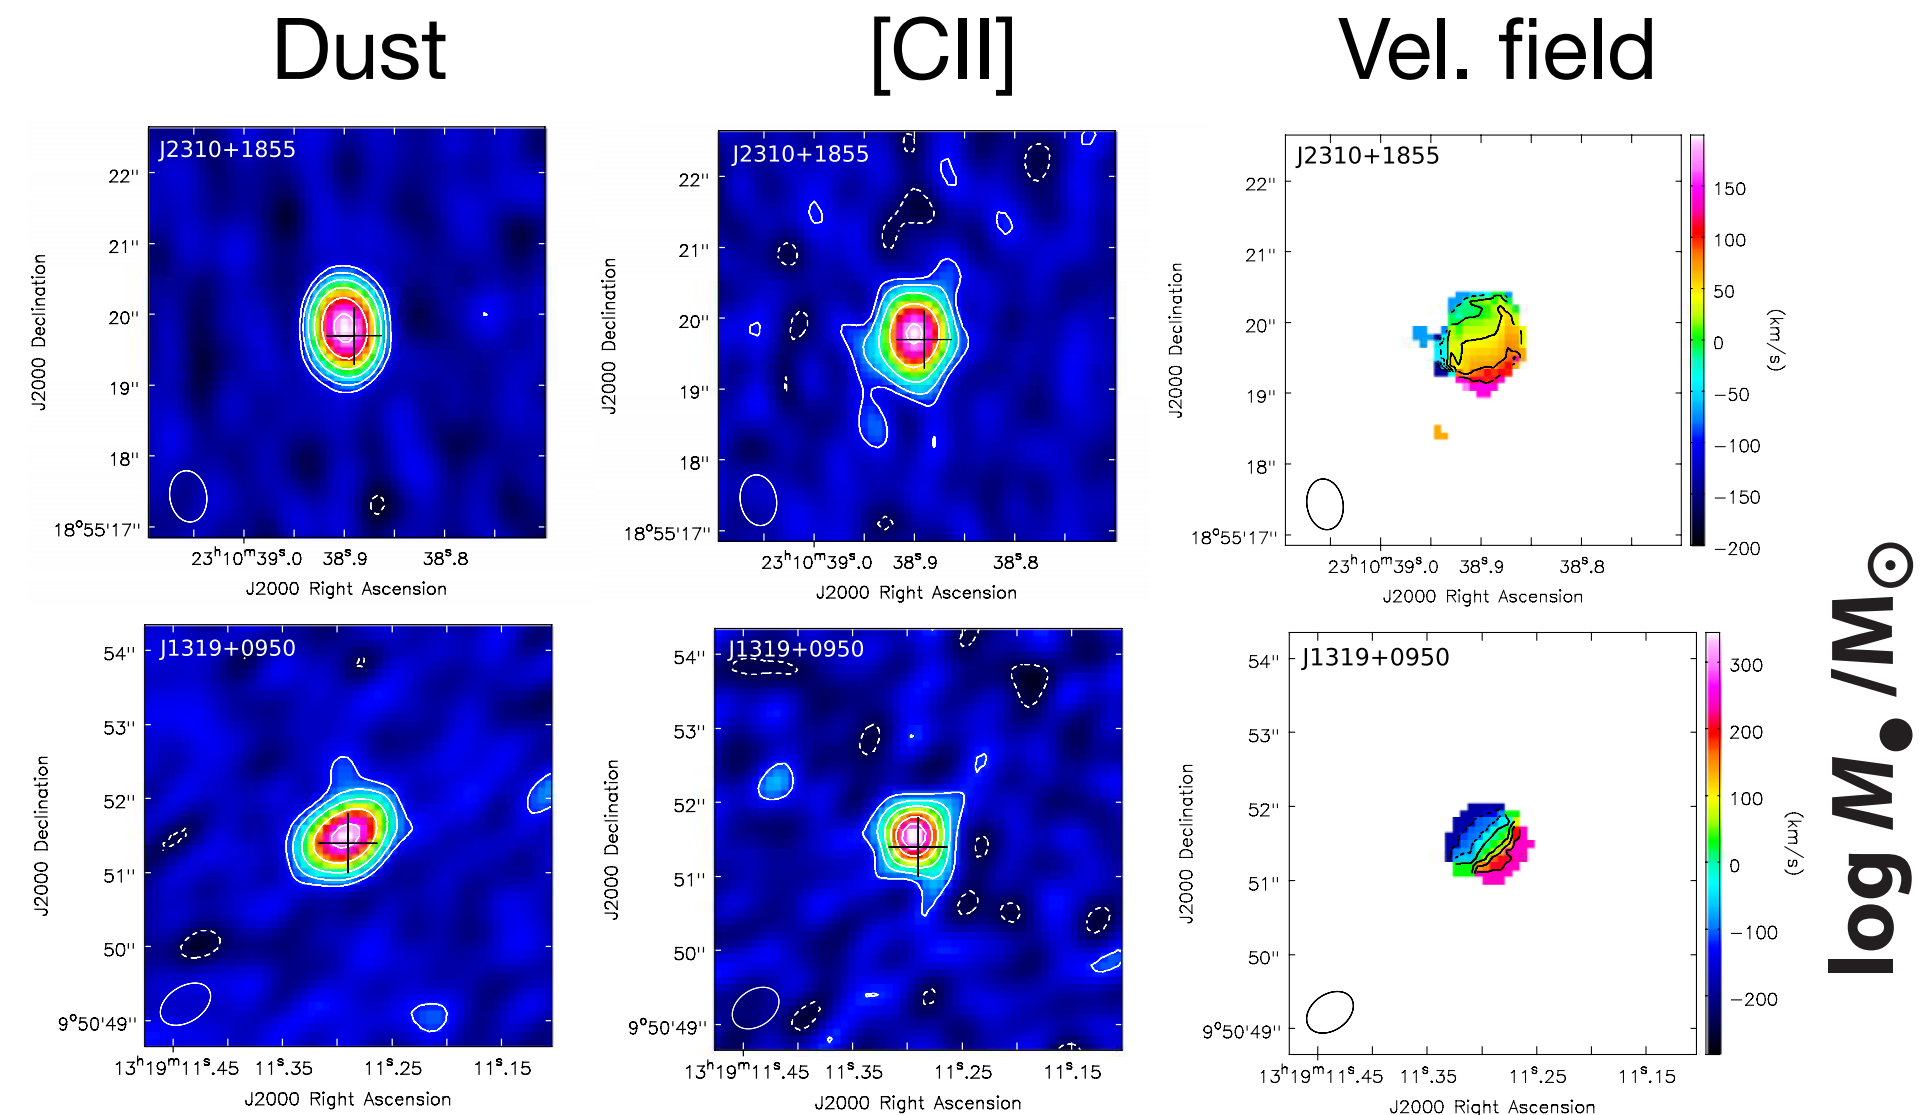 Dust
[CII]
Vel. field
J2310+1855
22''
21''
20''
19''
18''
18°55'17''
J2000 Declination
23ʰ10ᵐ39ˢ.0
38ˢ.9
38ˢ.8
J2000 Right Ascension
J2310+1855
22''
21''
20''
19''
18''
18°55'17''
J2000 Declination
23ʰ10ᵐ39ˢ.0
38ˢ.9
38ˢ.8
J2000 Right Ascension
J2310+1855
22''
21''
20''
19''
18''
18°55'17''
J2000 Declination
23ʰ10ᵐ39ˢ.0
38ˢ.9
38ˢ.8
J2000 Right Ascension
150
100
50
0
−50
−100
−150
−200
(km/s)
J1319+0950
54''
53''
52''
51''
50''
9°50'49''
J2000 Declination
13ʰ19ᵐ11ˢ.45
11ˢ.35
11ˢ.25
11ˢ.15
J2000 Right Ascension
J1319+0950
54''
53''
52''
51''
50''
9°50'49''
J2000 Declination
13ʰ19ᵐ11ˢ.45
11ˢ.35
11ˢ.25
11ˢ.15
J2000 Right Ascension
J1319+0950
54''
53''
52''
51''
50''
9°50'49''
J2000 Declination
13ʰ19ᵐ11ˢ.45
11ˢ.35
11ˢ.25
11ˢ.15
J2000 Right Ascension
300
200
100
0
−100
−200
(km/s)
log M●/M⊙